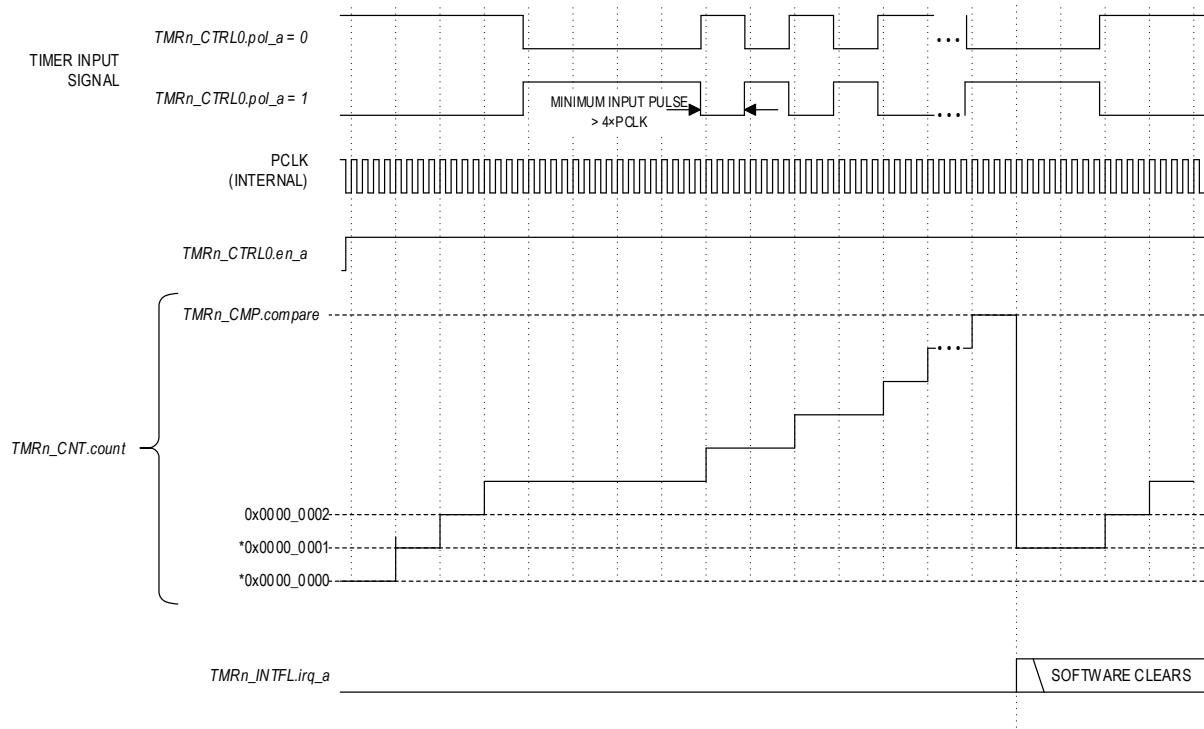 TMRn_CTRL0.pol_a = 0
TIMER INPUT
SIGNAL
TMRn_CTRL0.pol_a = 1
MINIMUM INPUT PULSE
> 4×PCLK
PCLK
(INTERNAL)
TMRn_CTRL0.en_a
TMRn_CMP.compare
TMRn_CNT.count
0x0000_0002
*0x0000_0001
*0x0000_0000
TMRn_INTFL.irq_a
SOFTWARE CLEARS